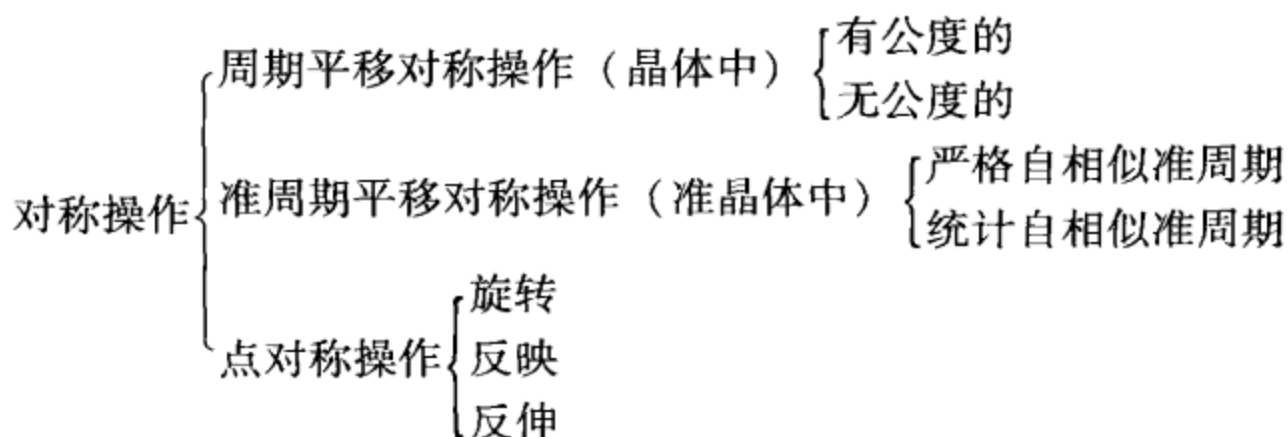 对称操作
周期平移对称操作（晶体中）
有公度的
无公度的
准周期平移对称操作（准晶体中）
严格自相似准周期
统计自相似准周期
点对称操作
旋转
反映
反伸